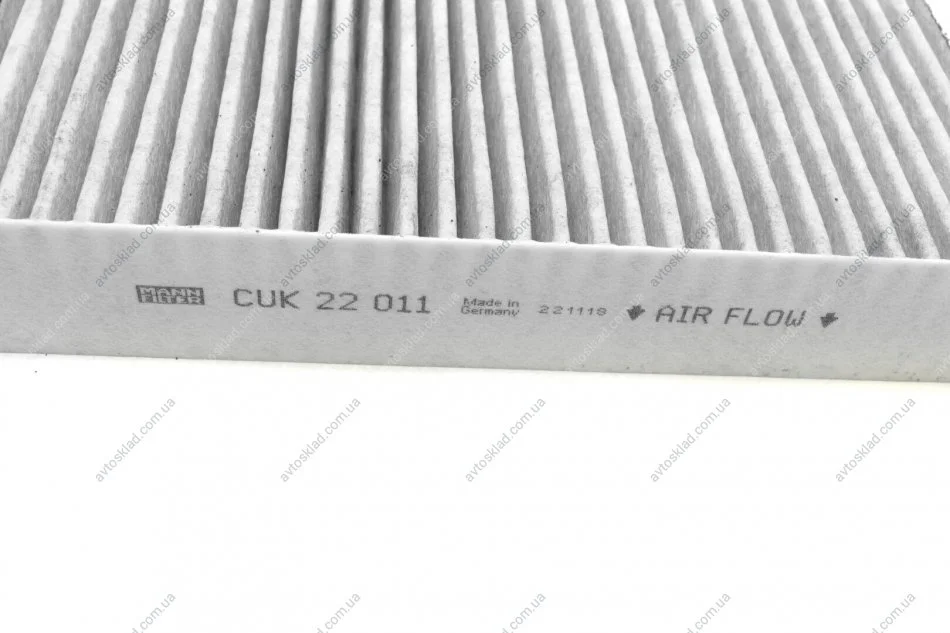 MANN
FILTER
CUK 22 011
Made in
Germany
221119
AIR FLOW
avtosklad.com.ua